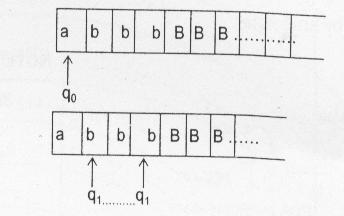 a b b b B B B ............
q0
a b b b B B B ......
q1.........q1